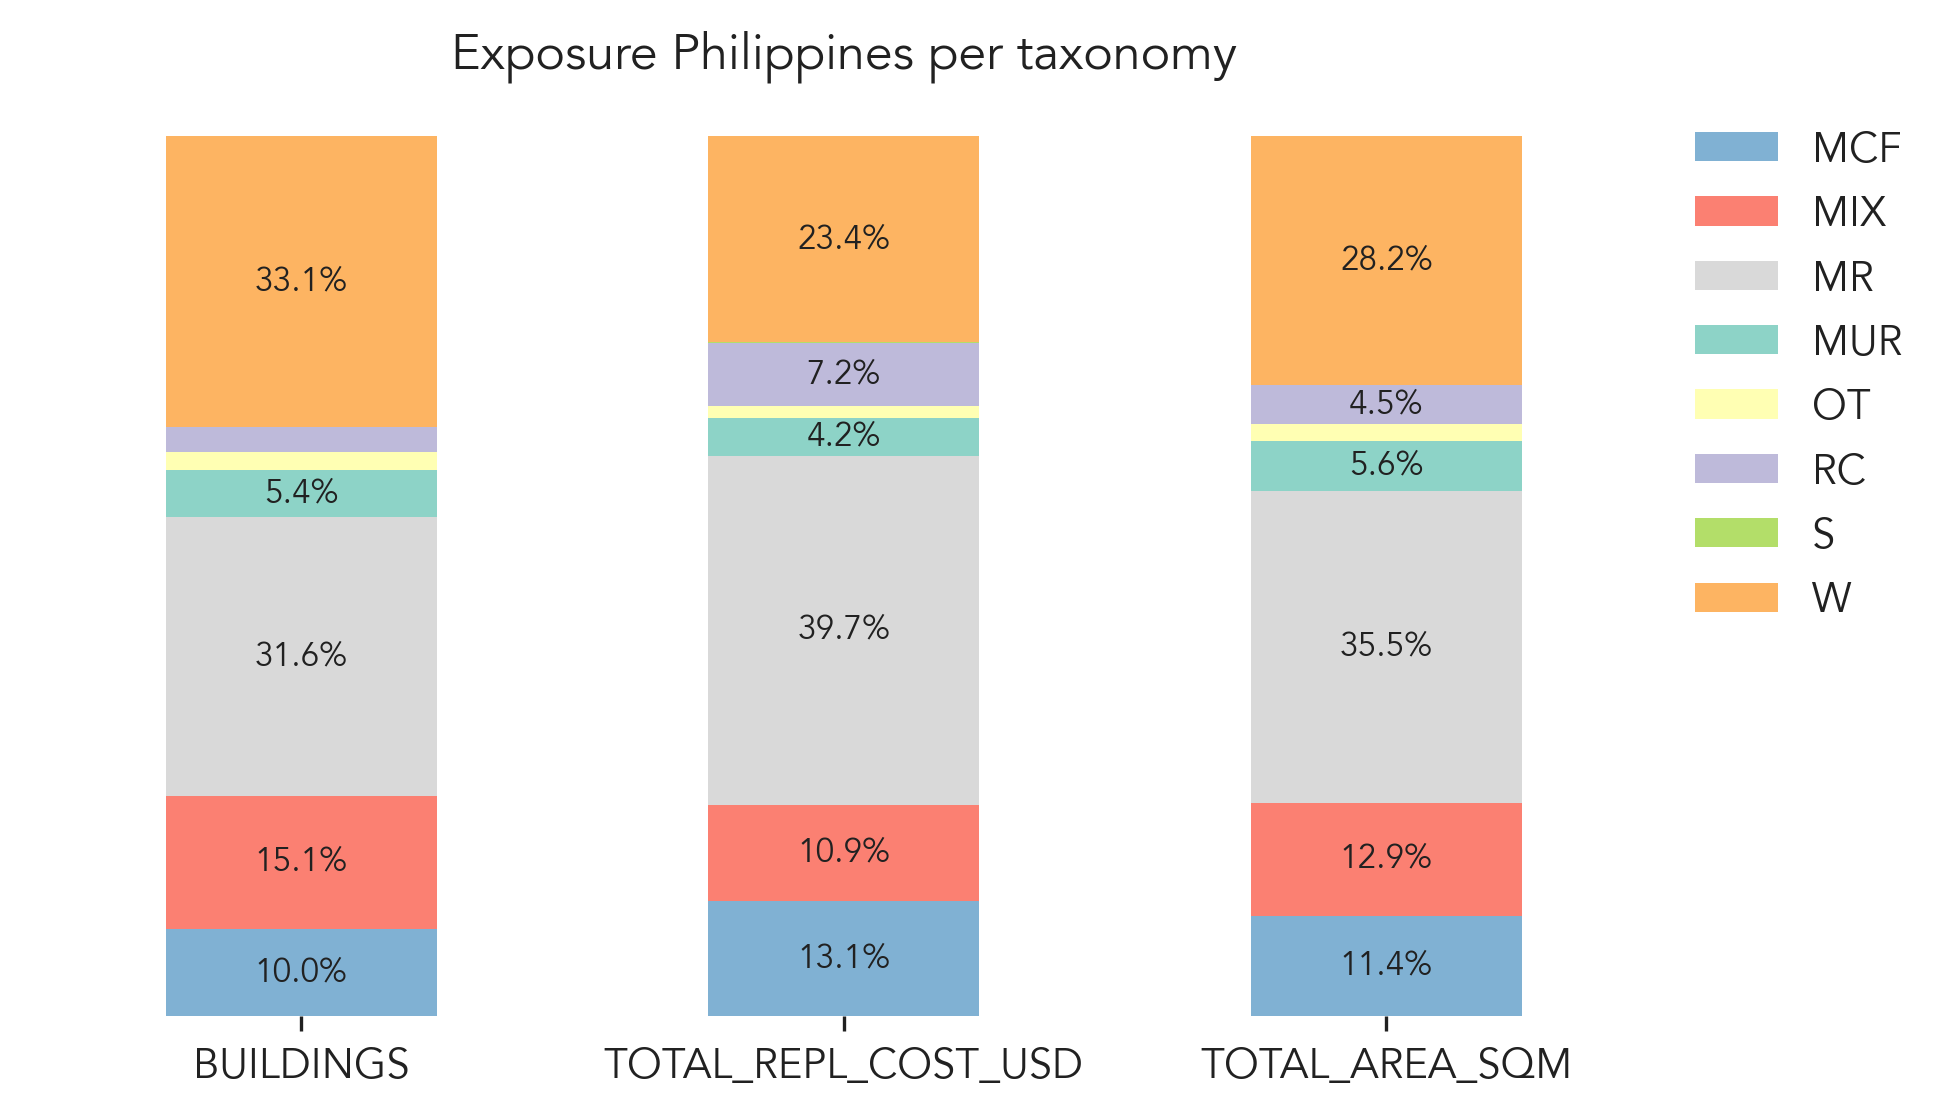 Exposure Philippines per taxonomy
33.1%
5.4%
31.6%
15.1%
10.0%
BUILDINGS
23.4%
7.2%
4.2%
39.7%
10.9%
13.1%
TOTAL_REPL_COST_USD
28.2%
4.5%
5.6%
35.5%
12.9%
11.4%
TOTAL_AREA_SQM
MCF
MIX
MR
MUR
OT
RC
S
W